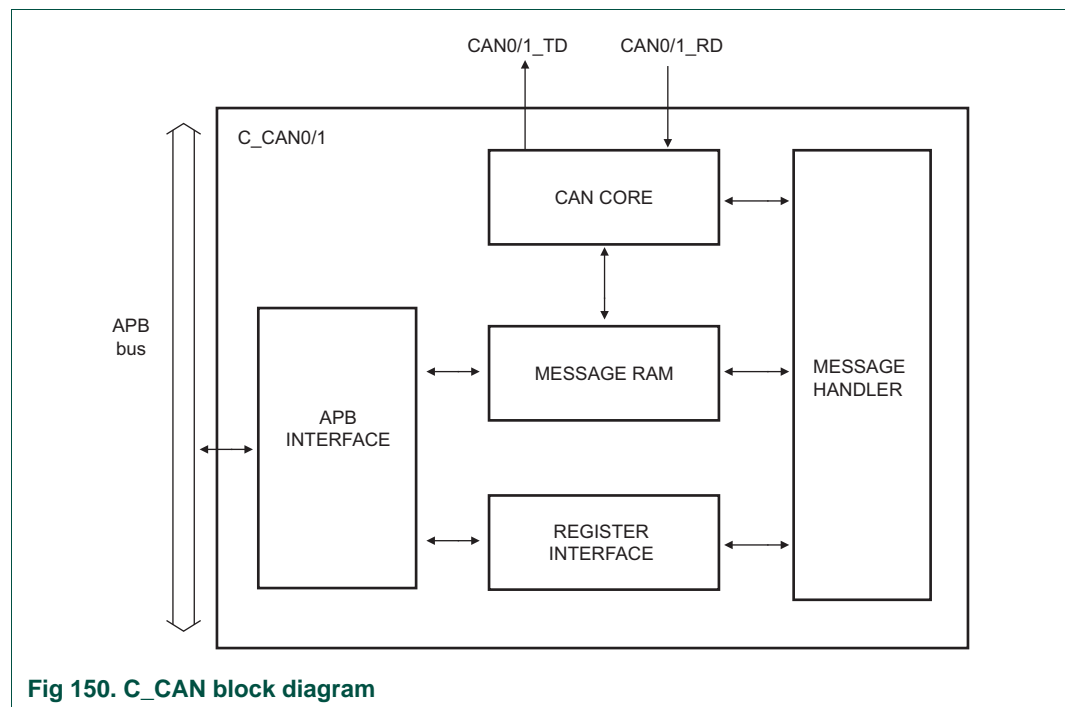 CAN0/1_TD
CAN0/1_RD
C_CAN0/1
CAN CORE
APB
bus
APB
INTERFACE
MESSAGE RAM
MESSAGE
HANDLER
REGISTER
INTERFACE
Fig 150. C_CAN block diagram